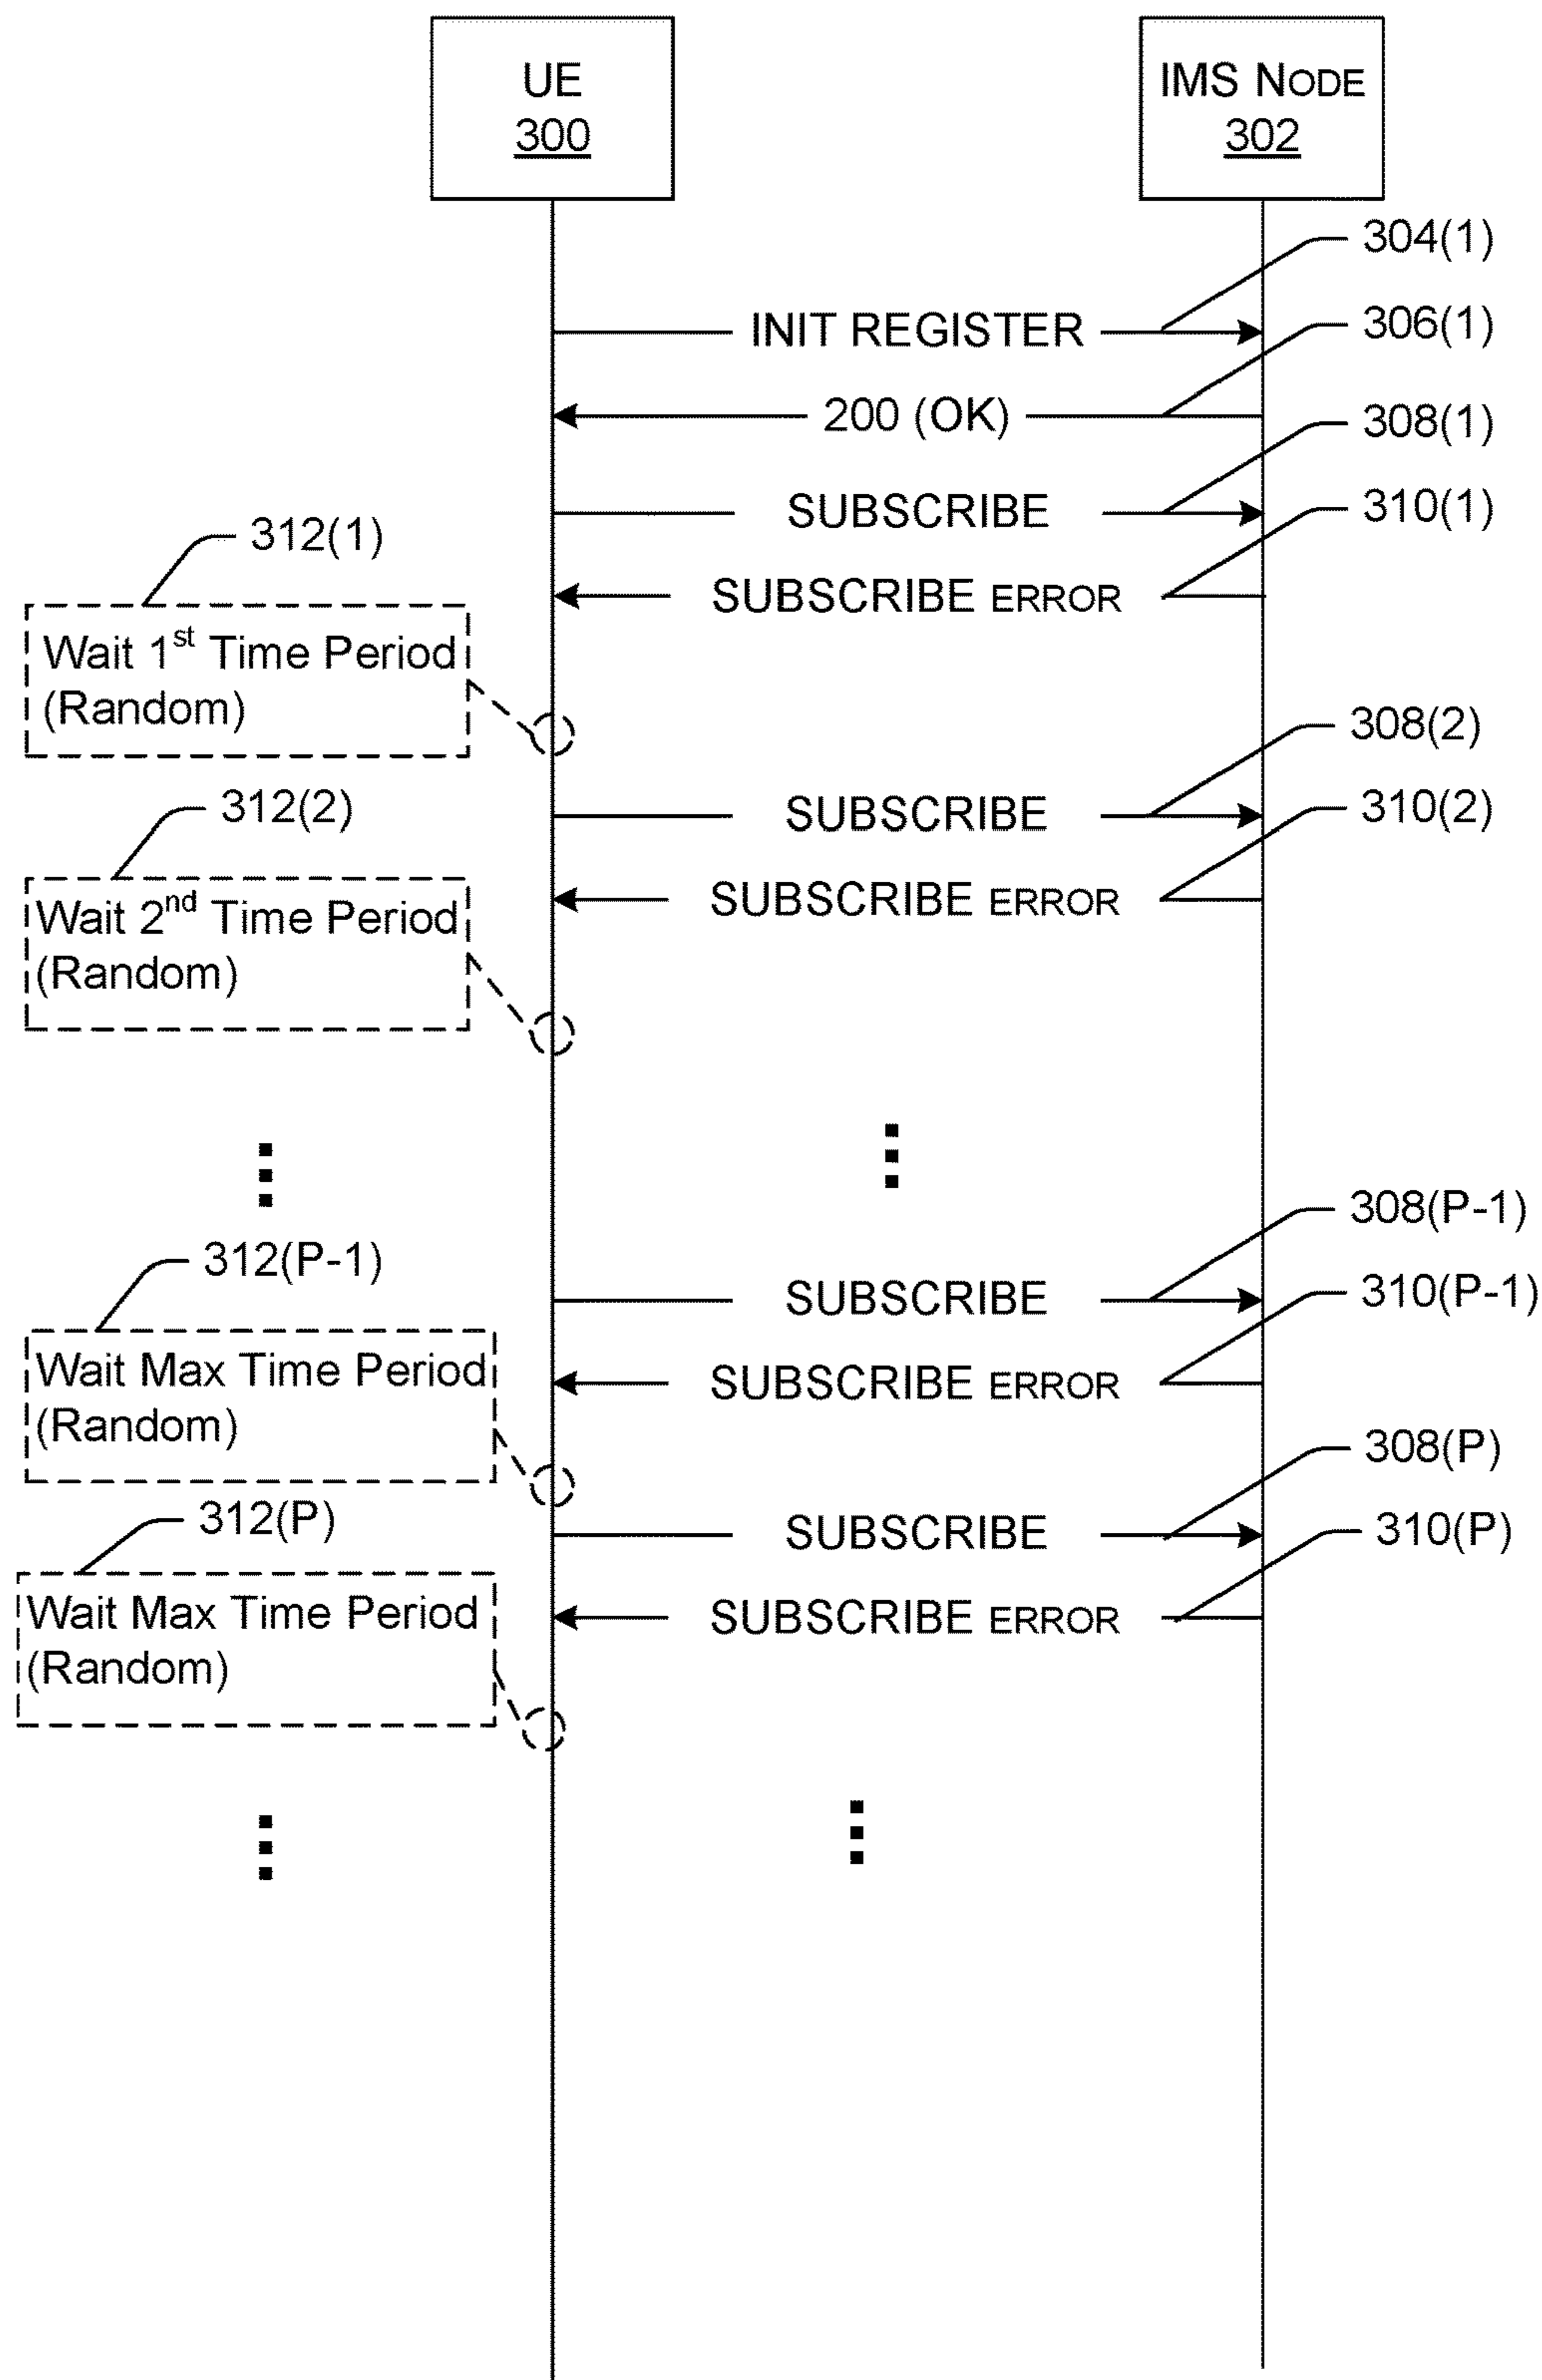 UE
300
IMS NODE
302
304(1)
INIT REGISTER
306(1)
200 (OK)
308(1)
SUBSCRIBE
310(1)
312(1)
SUBSCRIBE ERROR
Wait 1st Time Period
(Random)
308(2)
312(2)
SUBSCRIBE
310(2)
Wait 2nd Time Period
(Random)
SUBSCRIBE ERROR
308(P-1)
312(P-1)
SUBSCRIBE
310(P-1)
Wait Max Time Period
(Random)
SUBSCRIBE ERROR
308(P)
312(P)
SUBSCRIBE
310(P)
Wait Max Time Period
(Random)
SUBSCRIBE ERROR